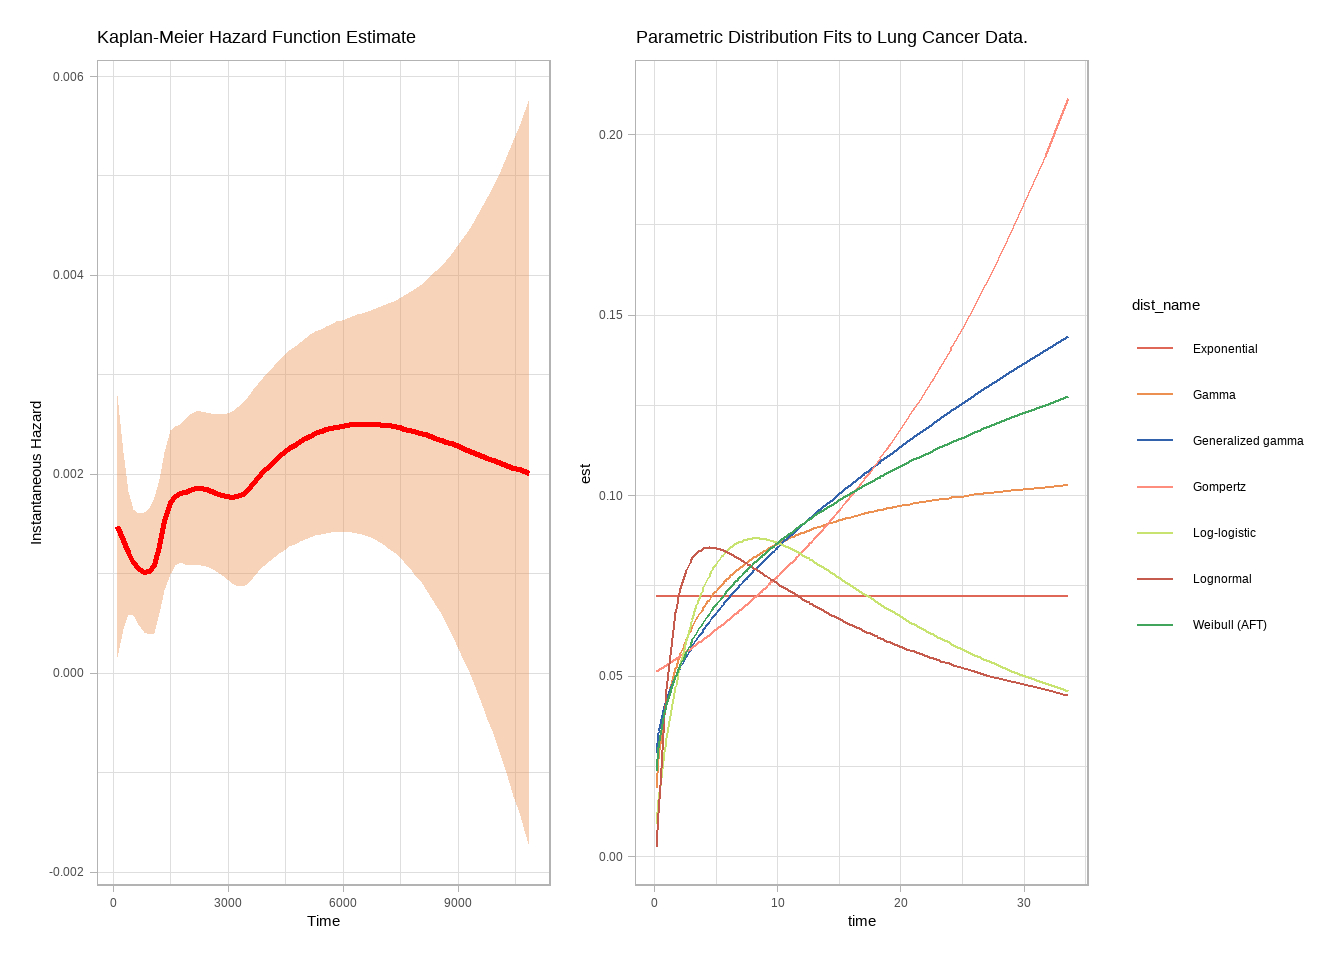 Kaplan-Meier Hazard Function Estimate
0.006
0.004
0.002
0.000
-0.002
Instantaneous Hazard
0
3000
6000
9000
Time
Parametric Distribution Fits to Lung Cancer Data.
0.20
0.15
0.10
0.05
0.00
est
0
10
20
30
time
dist_name
Exponential
Gamma
Generalized gamma
Gompertz
Log-logistic
Lognormal
Weibull (AFT)